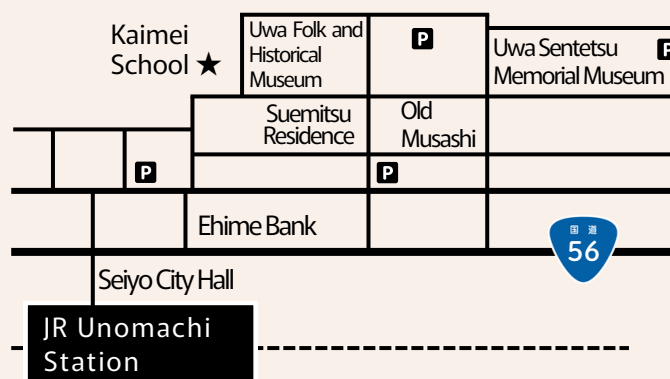 Kaimei
School ★
Uwa Folk and
Historical
Museum
P
Uwa Sentetsu
Memorial Museum
P
Suemitsu
Residence
Old
Musashi
P
P
Ehime Bank
国道
56
Seiyo City Hall
JR Unomachi
Station